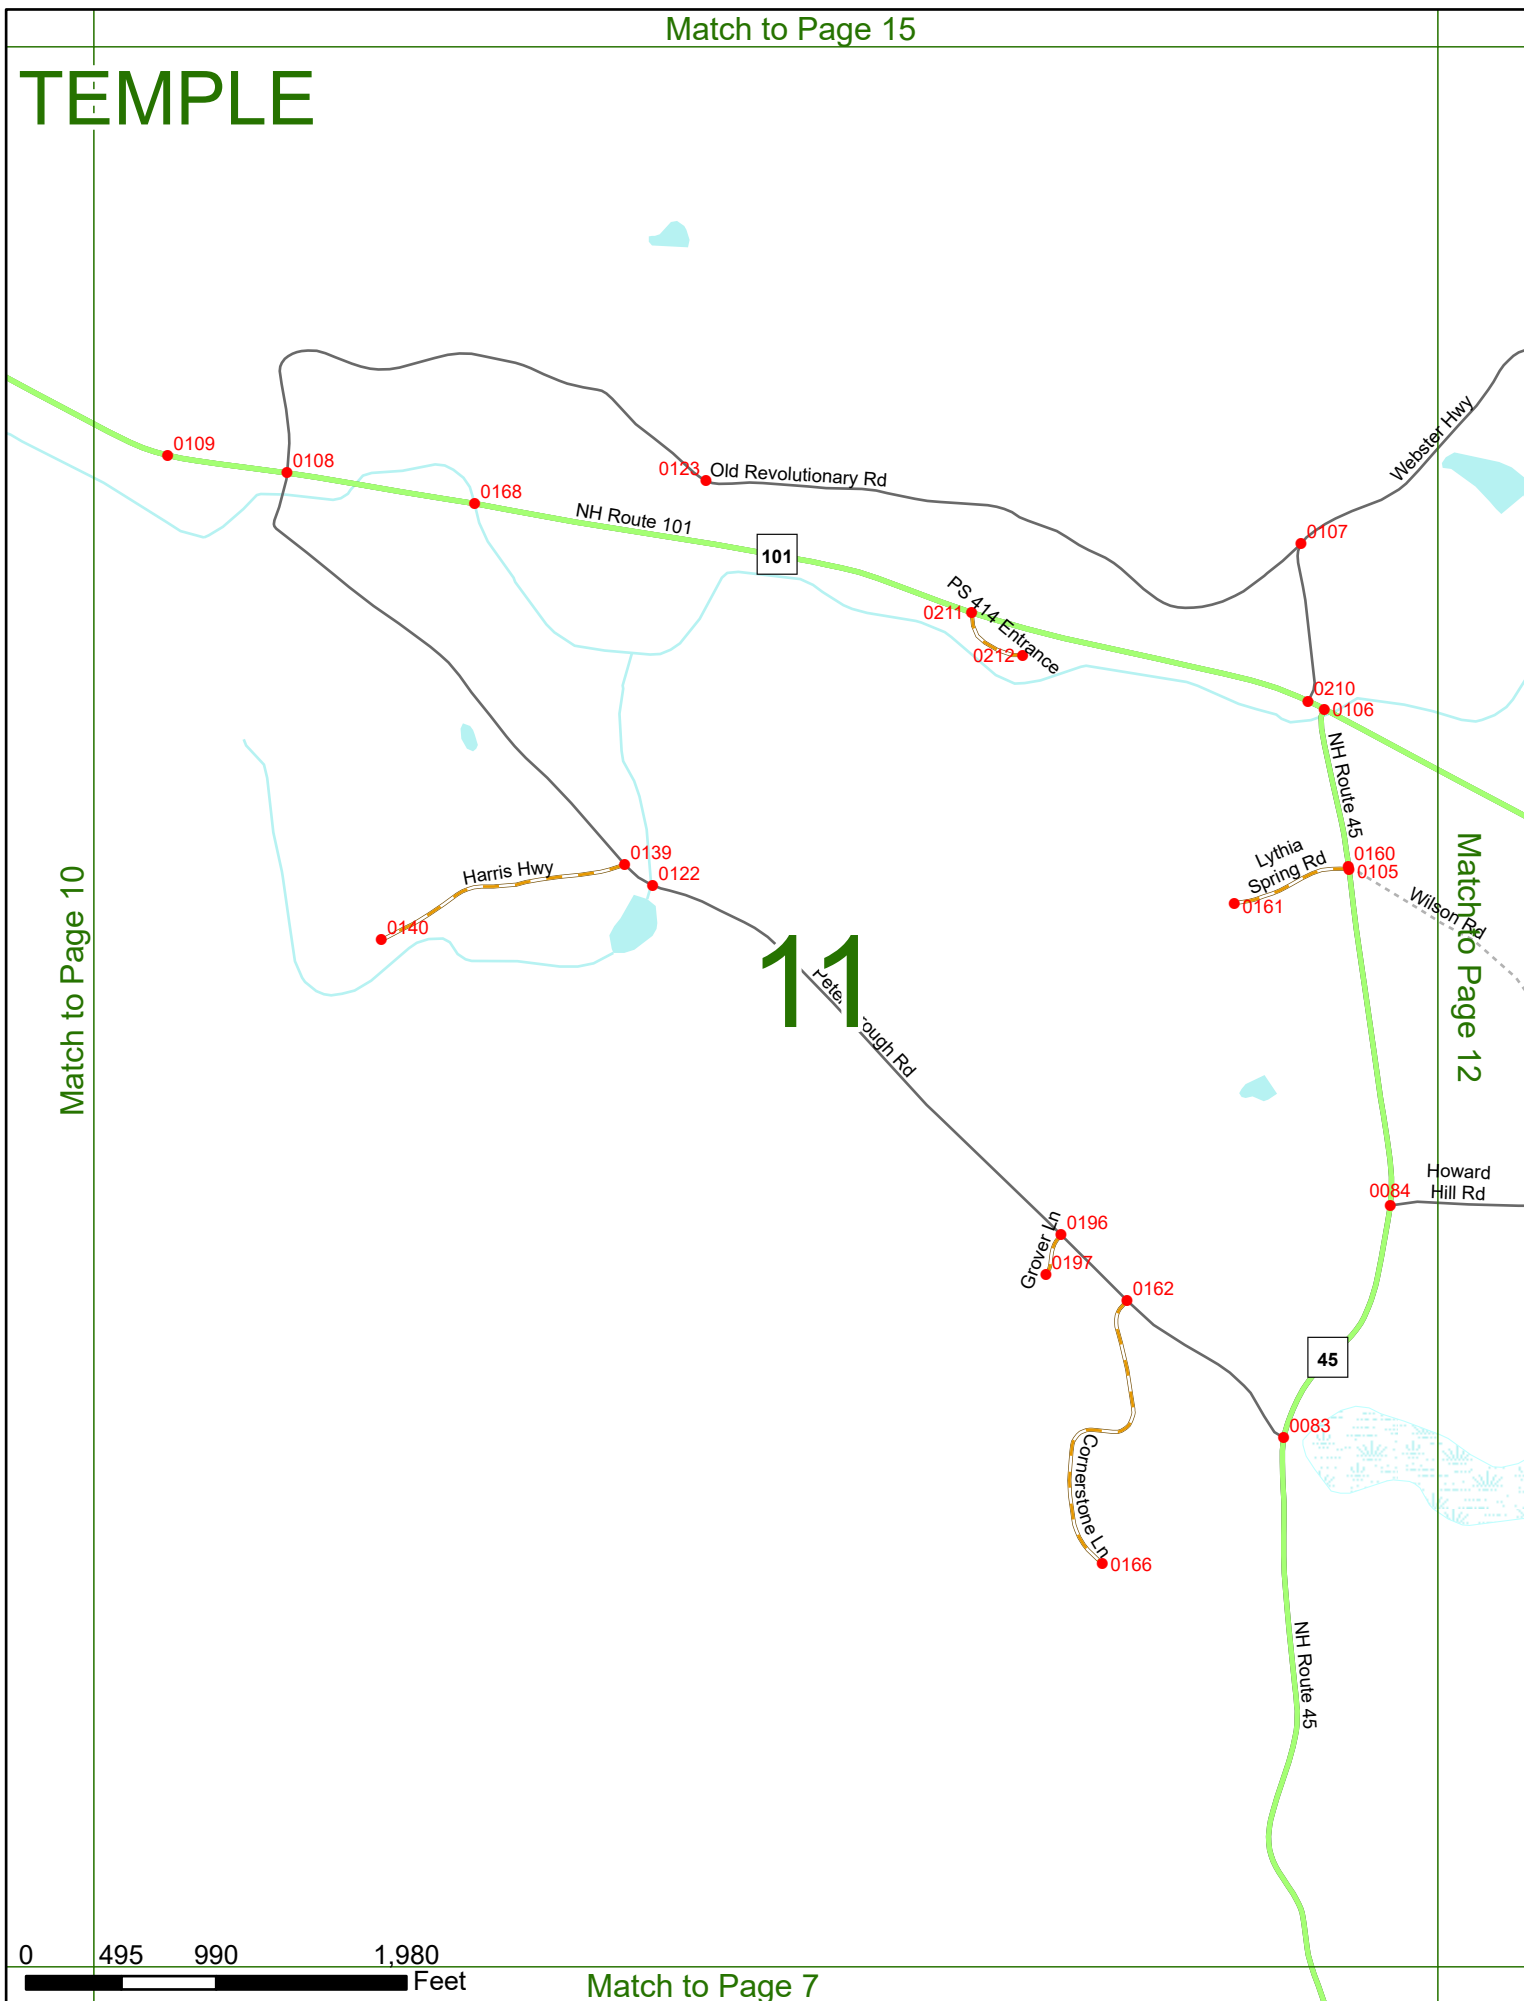 Match to Page 15
TEMPLE
0109
0108
0168
0123
Old Revolutionary Rd
NH Route 101
101
Webster Hwy
0107
PS 414 Entrance
0211
0212
0210
0106
NH Route 45
0139
Harris Hwy
0122
0140
Lythia
Spring Rd
0160
0105
0161
Wilson Rd
Match to Page 10
Match to Page 12
11
ough Rd
Howard
Hill Rd
0084
0196
Grover Ln
0197
0162
45
0083
Cornerstone Ln
0166
NH Route 45
0 495 990 1,980
Feet
Match to Page 7